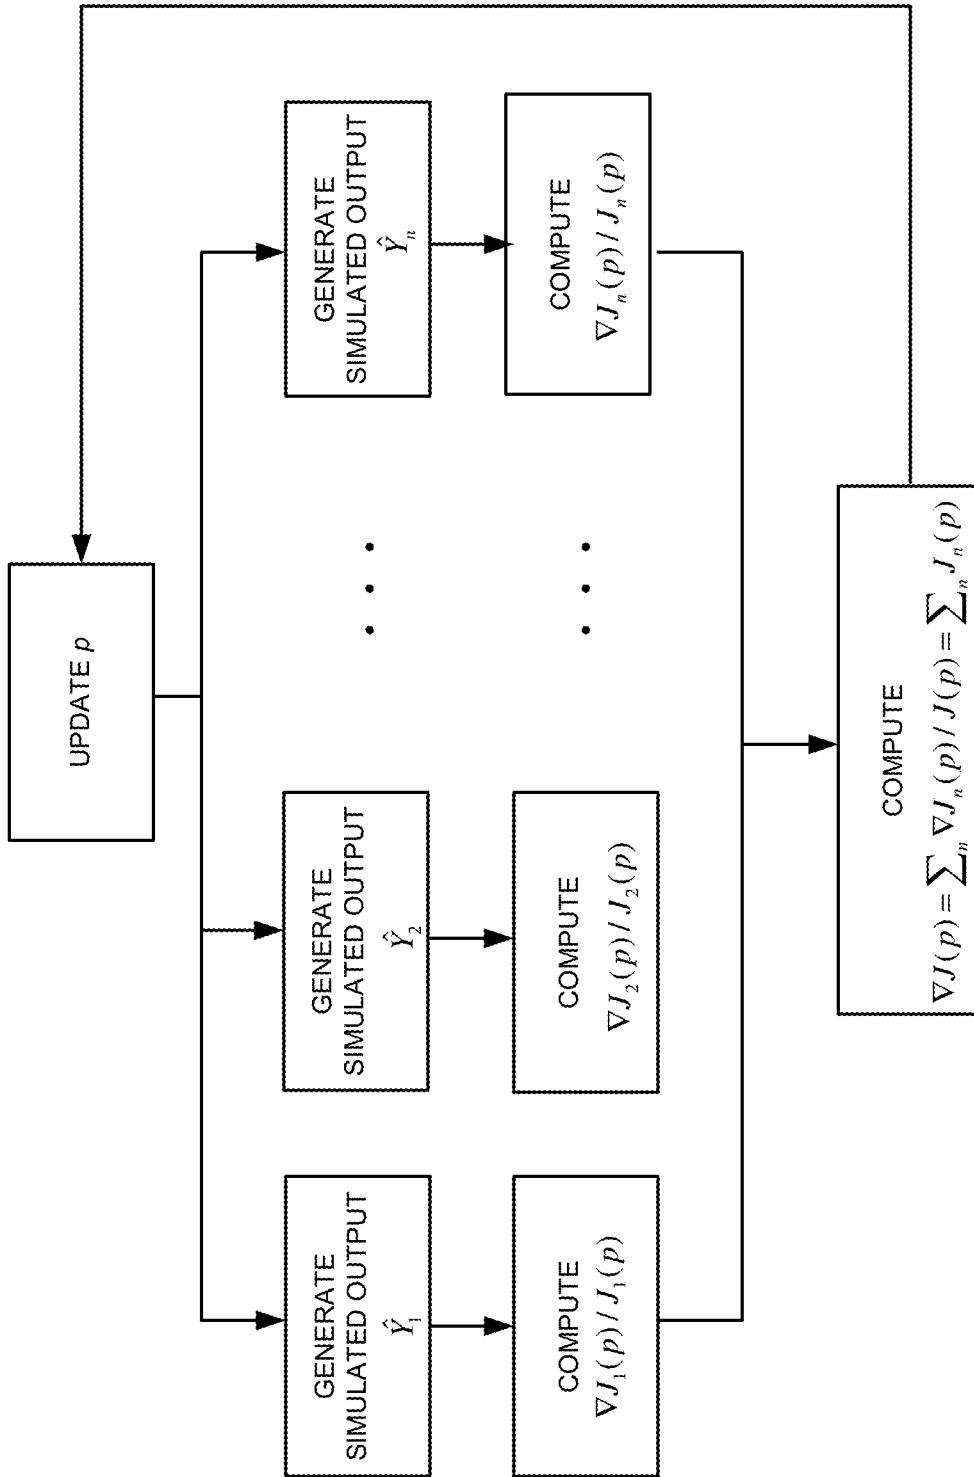 UPDATE p
GENERATE
SIMULATED OUTPUT
Ŷ₁
GENERATE
SIMULATED OUTPUT
Ŷ₂
GENERATE
SIMULATED OUTPUT
Ŷₙ
COMPUTE
∇J₁(p) / J₁(p)
COMPUTE
∇J₂(p) / J₂(p)
COMPUTE
∇Jₙ(p) / Jₙ(p)
COMPUTE
∇J(p) = ∑ₙ ∇Jₙ(p) / J(p) = ∑ₙ Jₙ(p)